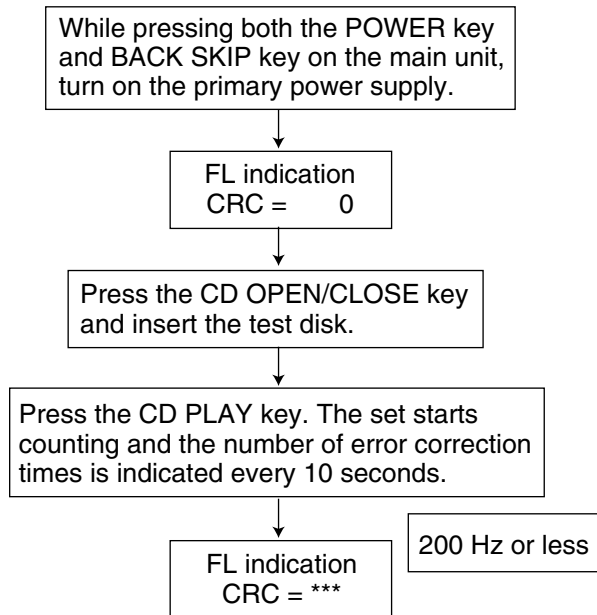 While pressing both the POWER key
and BACK SKIP key on the main unit,
turn on the primary power supply.
FL indication
CRC = 0
Press the CD OPEN/CLOSE key
and insert the test disk.
Press the CD PLAY key. The set starts
counting and the number of error correction
times is indicated every 10 seconds.
200 Hz or less
FL indication
CRC = ***